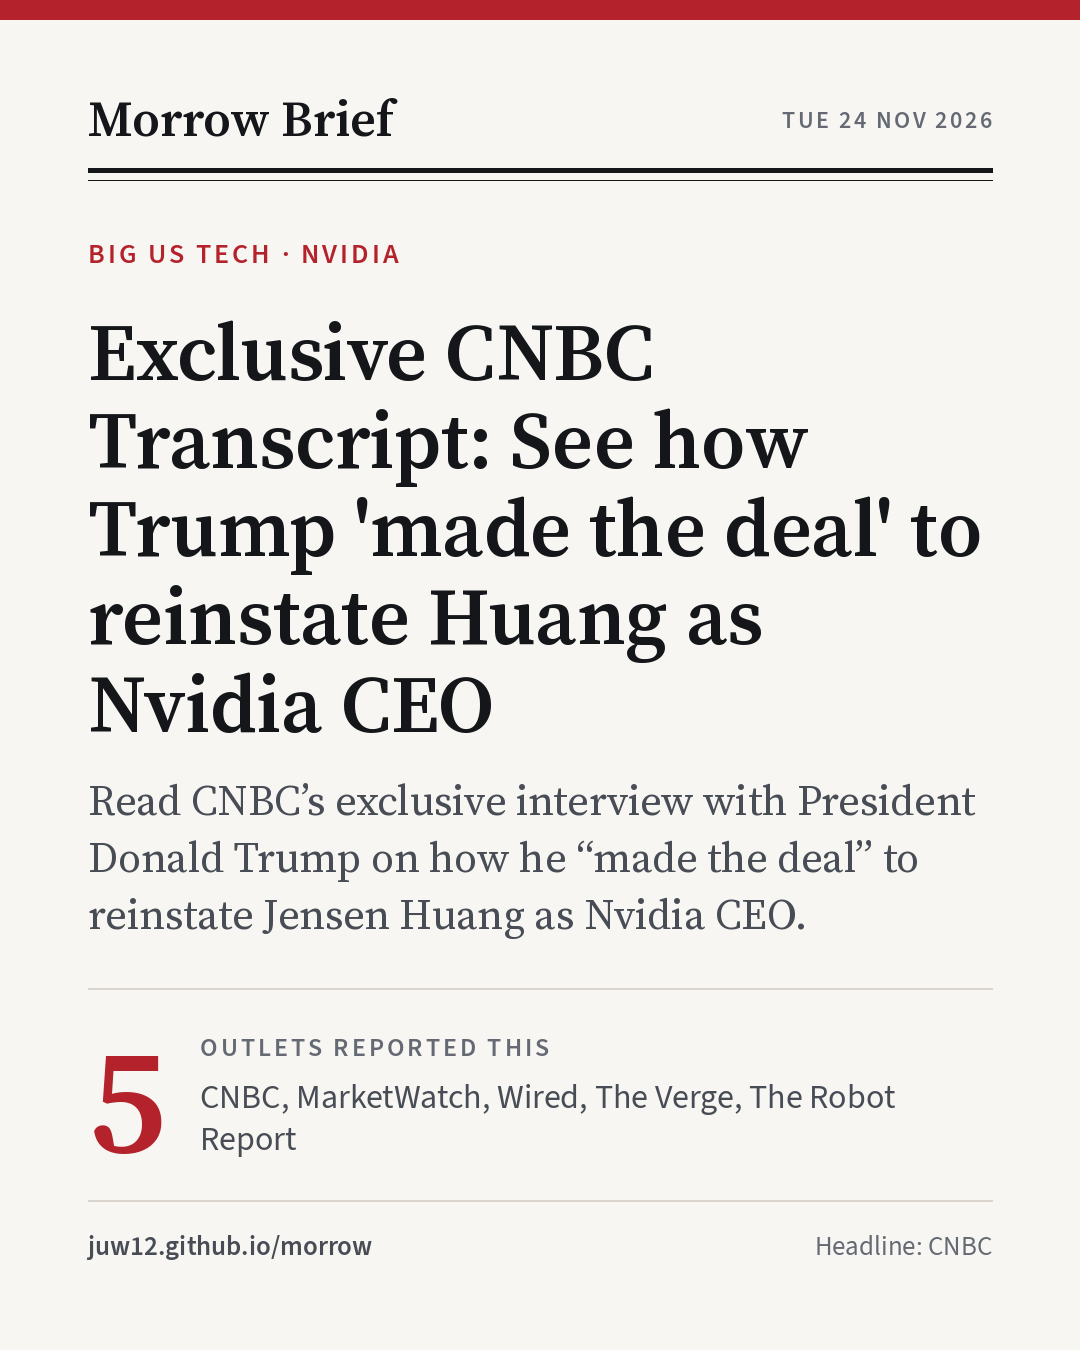 Morrow Brief
TUE 24 NOV 2026
BIG US TECH · NVIDIA
Exclusive CNBC
Transcript: See how
Trump 'made the deal' to
reinstate Huang as
Nvidia CEO
Read CNBC’s exclusive interview with President
Donald Trump on how he “made the deal” to
reinstate Jensen Huang as Nvidia CEO.
5
OUTLETS REPORTED THIS
CNBC, MarketWatch, Wired, The Verge, The Robot
Report
juw12.github.io/morrow
Headline: CNBC